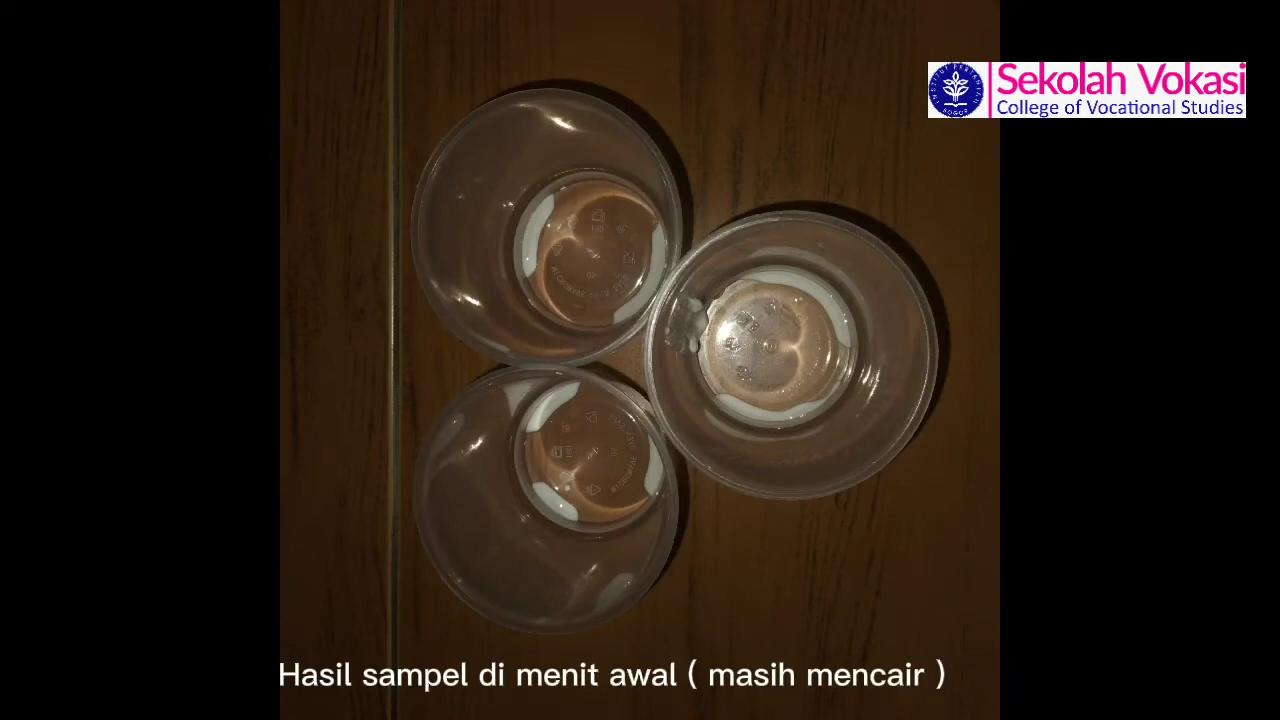 Sekolah Vokasi
College of Vocational Studies
Hasil sampel di menit awal ( masih mencair )